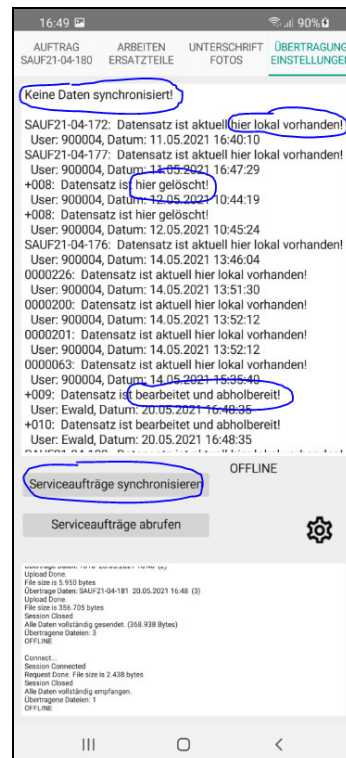 16:49 90%
AUFTRAG ARBEITEN UNTERSCHRIFT ÜBERTRAGUNG
SAUF21-04-180 ERSATZTEILE FOTOS EINSTELLUNGEN
Keine Daten synchronisiert!
SAUF21-04-172: Datensatz ist aktuell hier lokal vorhanden!
User: 900004, Datum: 11.05.2021 16:40:10
SAUF21-04-177: Datensatz ist aktuell hier lokal vorhanden!
User: 900004, Datum: 11.05.2021 16:47:29
+008: Datensatz ist hier gelöscht!
User: 900004, Datum: 12.05.2021 10:44:19
+008: Datensatz ist hier gelöscht!
User: 900004, Datum: 12.05.2021 10:45:24
SAUF21-04-176: Datensatz ist aktuell hier lokal vorhanden!
User: 900004, Datum: 14.05.2021 13:46:04
0000226: Datensatz ist aktuell hier lokal vorhanden!
User: 900004, Datum: 14.05.2021 13:51:30
0000200: Datensatz ist aktuell hier lokal vorhanden!
User: 900004, Datum: 14.05.2021 13:52:12
0000201: Datensatz ist aktuell hier lokal vorhanden!
User: 900004, Datum: 14.05.2021 13:52:12
0000063: Datensatz ist aktuell hier lokal vorhanden!
User: 900004, Datum: 14.05.2021 15:35:40
+009: Datensatz ist bearbeitet und abholbereit!
User: Ewald, Datum: 20.05.2021 16:48:35
+010: Datensatz ist bearbeitet und abholbereit!
User: Ewald, Datum: 20.05.2021 16:48:35
OFFLINE
Serviceaufträge synchronisieren
Serviceaufträge abrufen
Upload Done.
File size is 5.950 bytes
Übertrage Daten: SAUF21-04-181 20.05.2021 16:48 (3)
Upload Done.
File size is 356.705 bytes
Session Closed
Alle Daten vollständig gesendet. (368.938 Bytes)
Übertragene Dateien: 3
OFFLINE
Connect...
Session Connected
Request Done. File size is 2.438 bytes
Session Closed
Alle Daten vollständig empfangen.
Übertragene Dateien: 1
OFFLINE